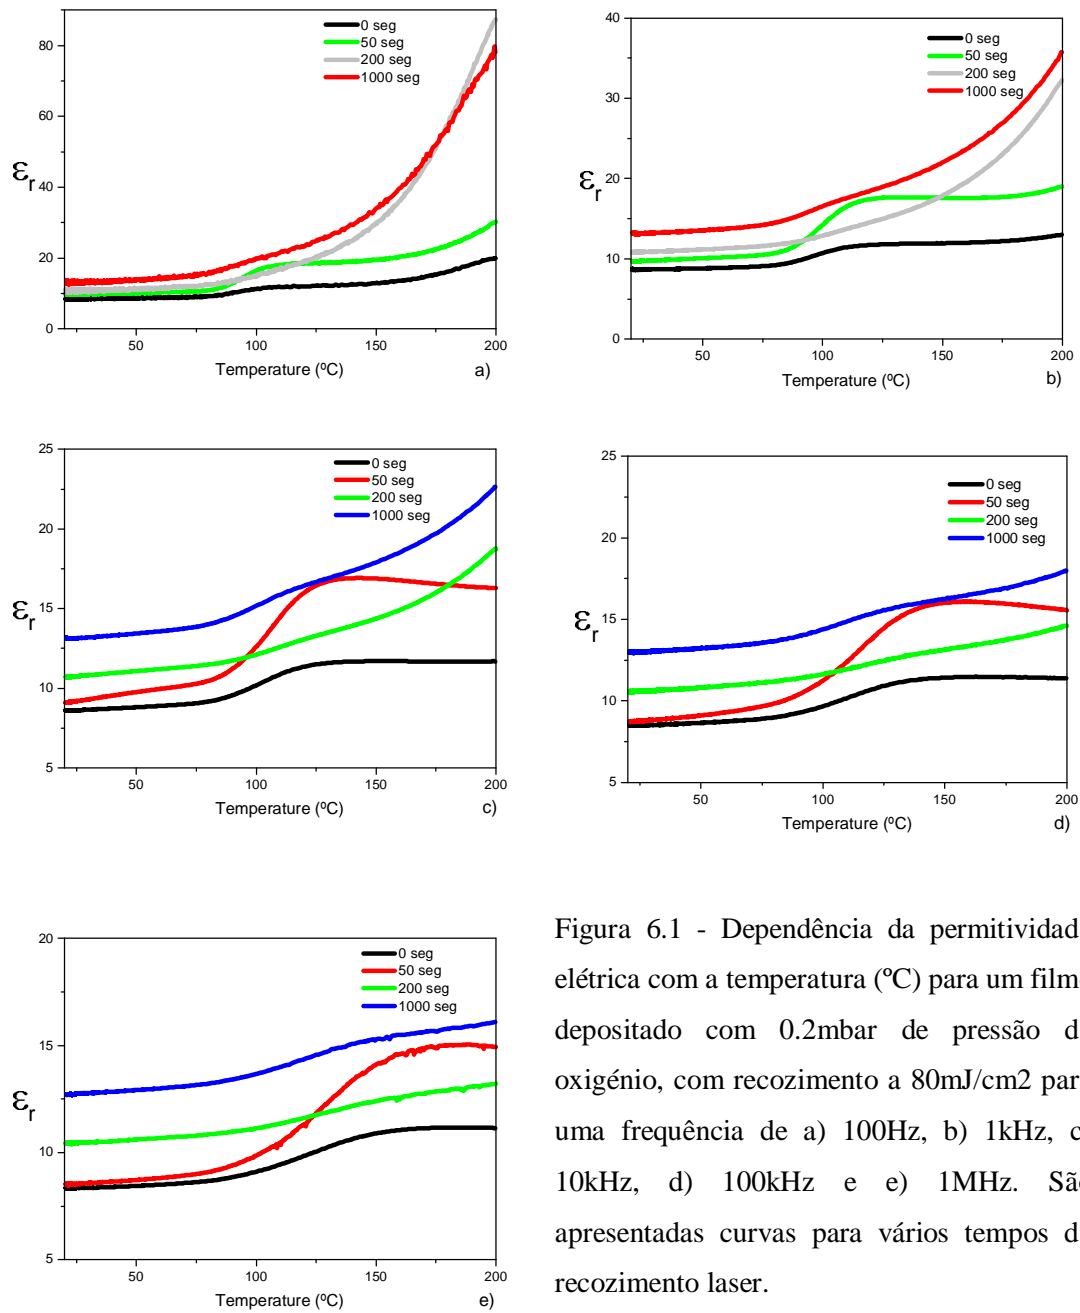 0 seg
50 seg
200 seg
1000 seg
80
60
40
20
0
εr
50
100
150
200
Temperature (ºC)
a)
0 seg
50 seg
200 seg
1000 seg
40
30
20
10
0
εr
50
100
150
200
Temperature (ºC)
b)
0 seg
50 seg
200 seg
1000 seg
25
20
15
10
5
εr
50
100
150
200
Temperature (ºC)
c)
0 seg
50 seg
200 seg
1000 seg
25
20
15
10
5
εr
50
100
150
200
Temperature (ºC)
d)
0 seg
50 seg
200 seg
1000 seg
20
15
10
5
εr
50
100
150
200
Temperature (ºC)
e)
Figura 6.1 - Dependência da permitividad
elétrica com a temperatura (ºC) para um film
depositado com 0.2mbar de pressão d
oxigénio, com recozimento a 80mJ/cm2 par
uma frequência de a) 100Hz, b) 1kHz, c
10kHz, d) 100kHz e e) 1MHz. Sã
apresentadas curvas para vários tempos d
recozimento laser.